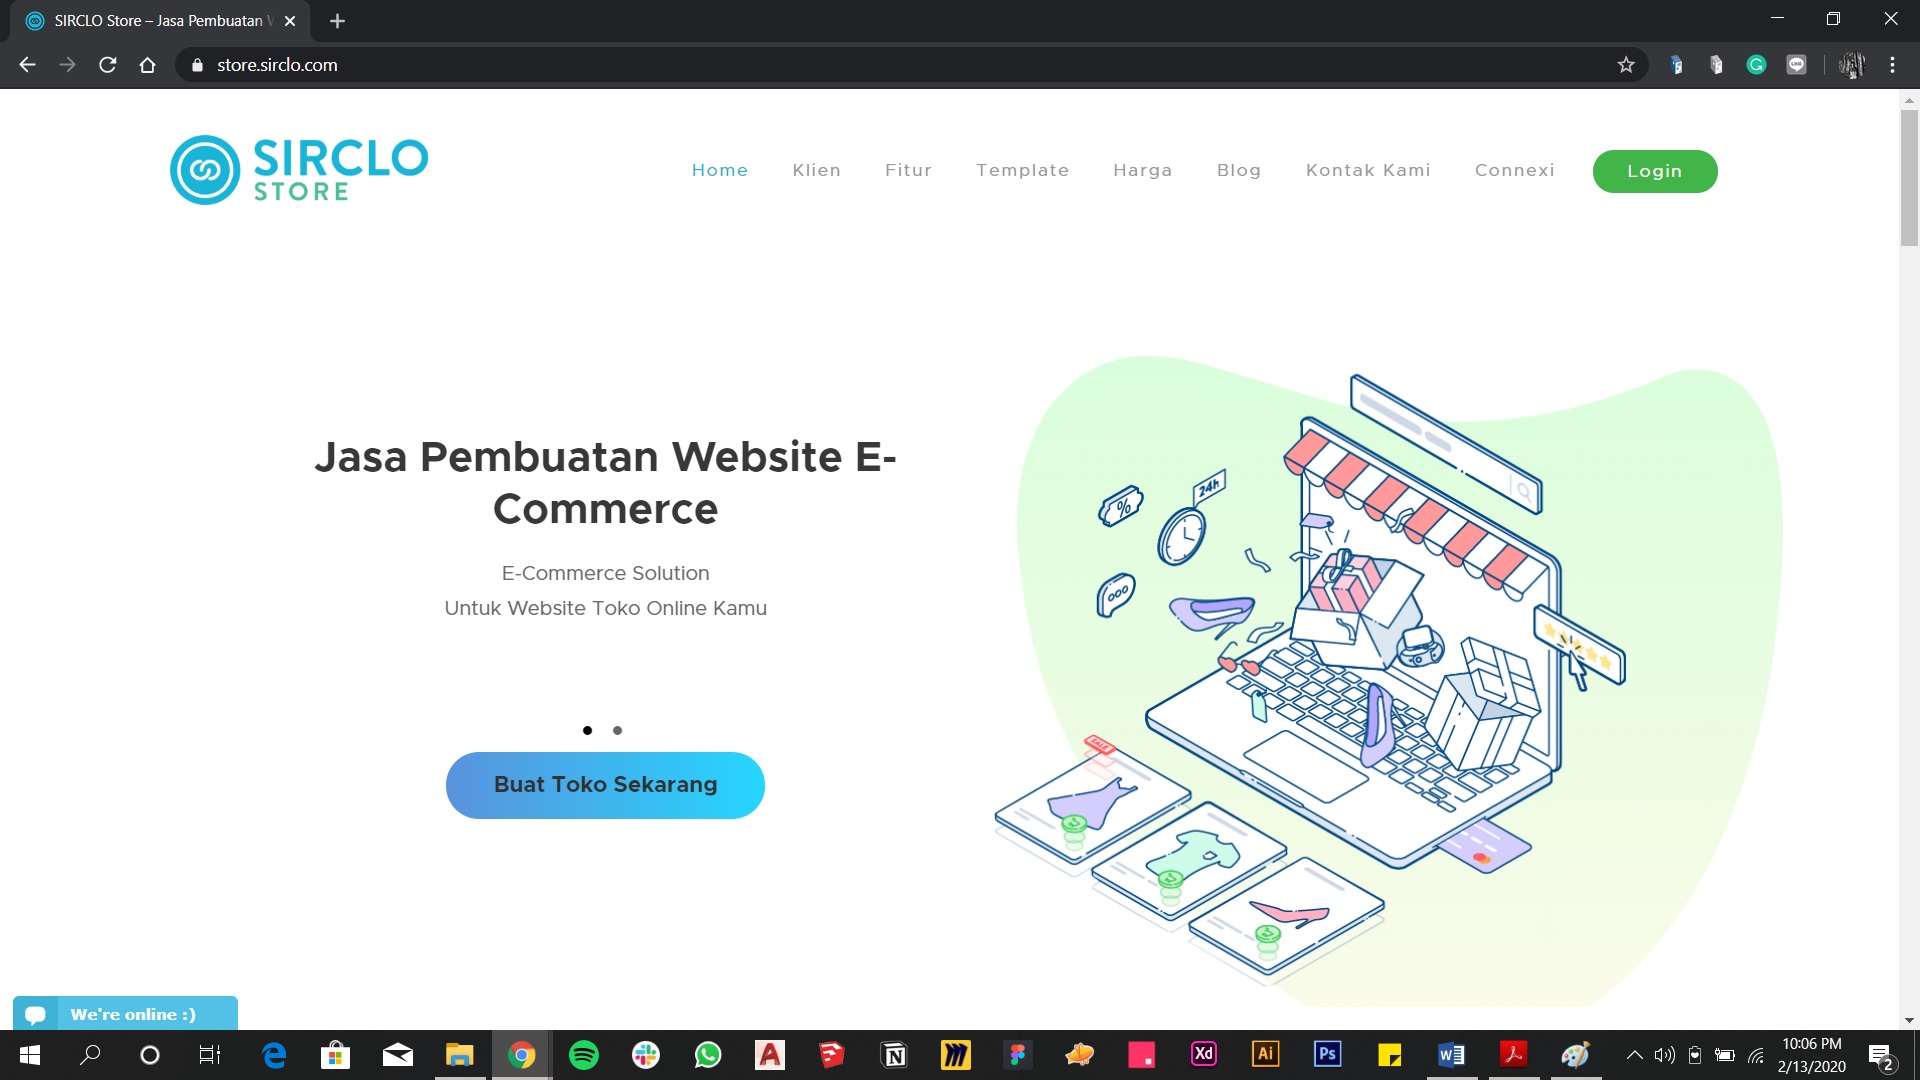 SIRCLO Store – Jasa Pembuatan
store.sirclo.com
SIRCLO
STORE
Home Klien Fitur Template Harga Blog Kontak Kami Connexi Login
Jasa Pembuatan Website E-
Commerce
E-Commerce Solution
Untuk Website Toko Online Kamu
Buat Toko Sekarang
24h
%
SALE
We're online :)
Xd Ai Ps
10:06 PM
2/13/2020
2